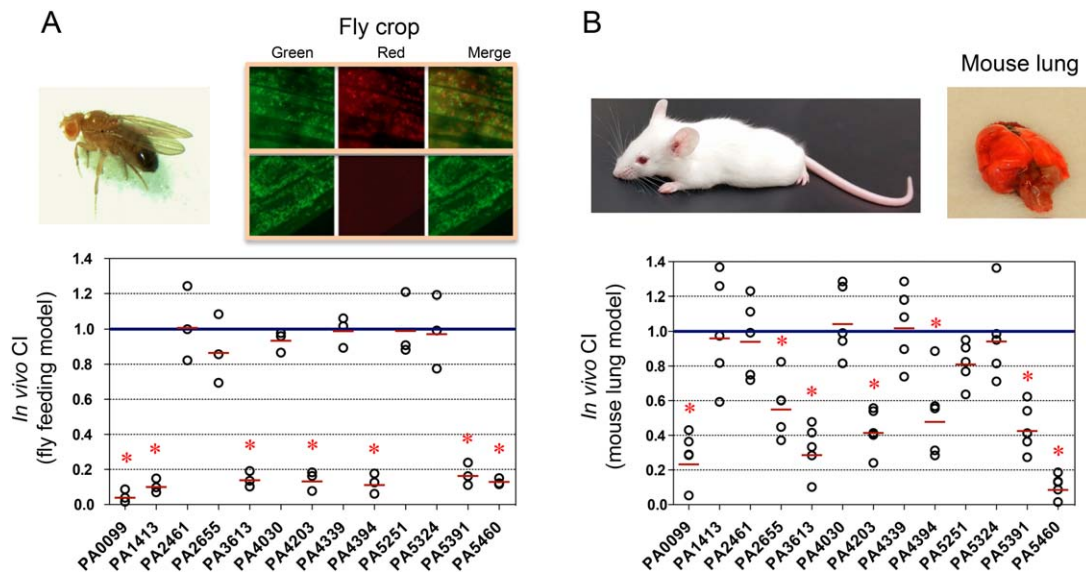 A
Fly crop
Green Red Merge
In vivo CI
(fly feeding model)
1.4
1.2
1.0
0.8
0.6
0.4
0.2
0.0
* * * * * * *
PA0099 PA1413 PA2461 PA2655 PA3613 PA4030 PA4203 PA4339 PA4394 PA5251 PA5324 PA5391 PA5460
B
Mouse lung
In vivo CI
(mouse lung model)
1.4
1.2
1.0
0.8
0.6
0.4
0.2
0.0
* * * * * * *
PA0099 PA1413 PA2461 PA2655 PA3613 PA4030 PA4203 PA4339 PA4394 PA5251 PA5324 PA5391 PA5460